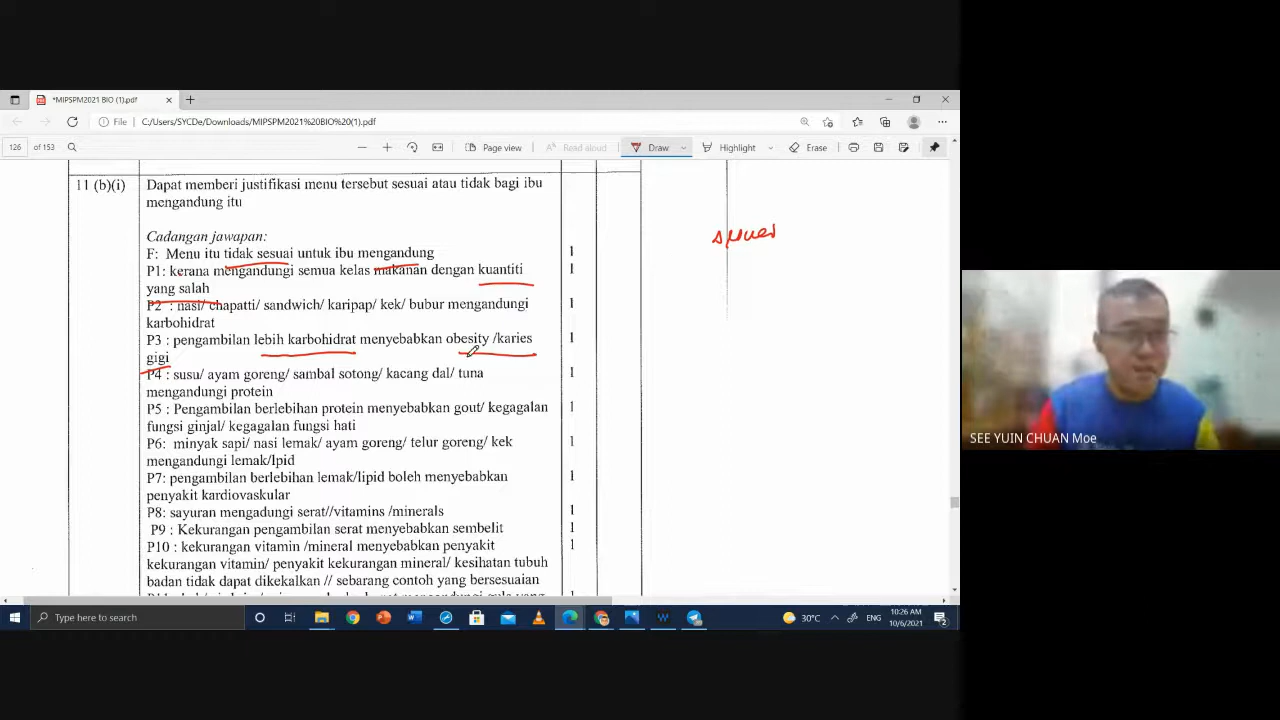 *MIPSPM2021 BIO (1).pdf
File
C:/Users/SYCDe/Downloads/MIPSPM2021%20BIO%20(1).pdf
126 of 153
Page view
Read aloud
Draw
Highlight
Erase
11 (b)(i)
Dapat memberi justifikasi menu tersebut sesuai atau tidak bagi ibu
mengandung itu
Cadangan jawapan:
F: Menu itu tidak sesuai untuk ibu mengandung 1
P1: kerana mengandungi semua kelas makanan dengan kuantiti 1
yang salah
P2 : nasi/ chapatti/ sandwich/ karipap/ kek/ bubur mengandungi 1
karbohidrat
P3 : pengambilan lebih karbohidrat menyebabkan obesity /karies 1
gigi
P4 : susu/ ayam goreng/ sambal sotong/ kacang dal/ tuna 1
mengandungi protein
P5 : Pengambilan berlebihan protein menyebabkan gout/ kegagalan 1
fungsi ginjal/ kegagalan fungsi hati
P6: minyak sapi/ nasi lemak/ ayam goreng/ telur goreng/ kek 1
mengandungi lemak/lpid
P7: pengambilan berlebihan lemak/lipid boleh menyebabkan 1
penyakit kardiovaskular
P8: sayuran mengadungi serat//vitamins /minerals 1
P9 : Kekurangan pengambilan serat menyebabkan sembelit 1
P10 : kekurangan vitamin /mineral menyebabkan penyakit 1
kekurangan vitamin/ penyakit kekurangan mineral/ kesihatan tubuh
badan tidak dapat dikekalkan // sebarang contoh yang bersesuaian
SEE YUIN CHUAN Moe
Type here to search
30°C
ENG
10:26 AM
10/6/2021